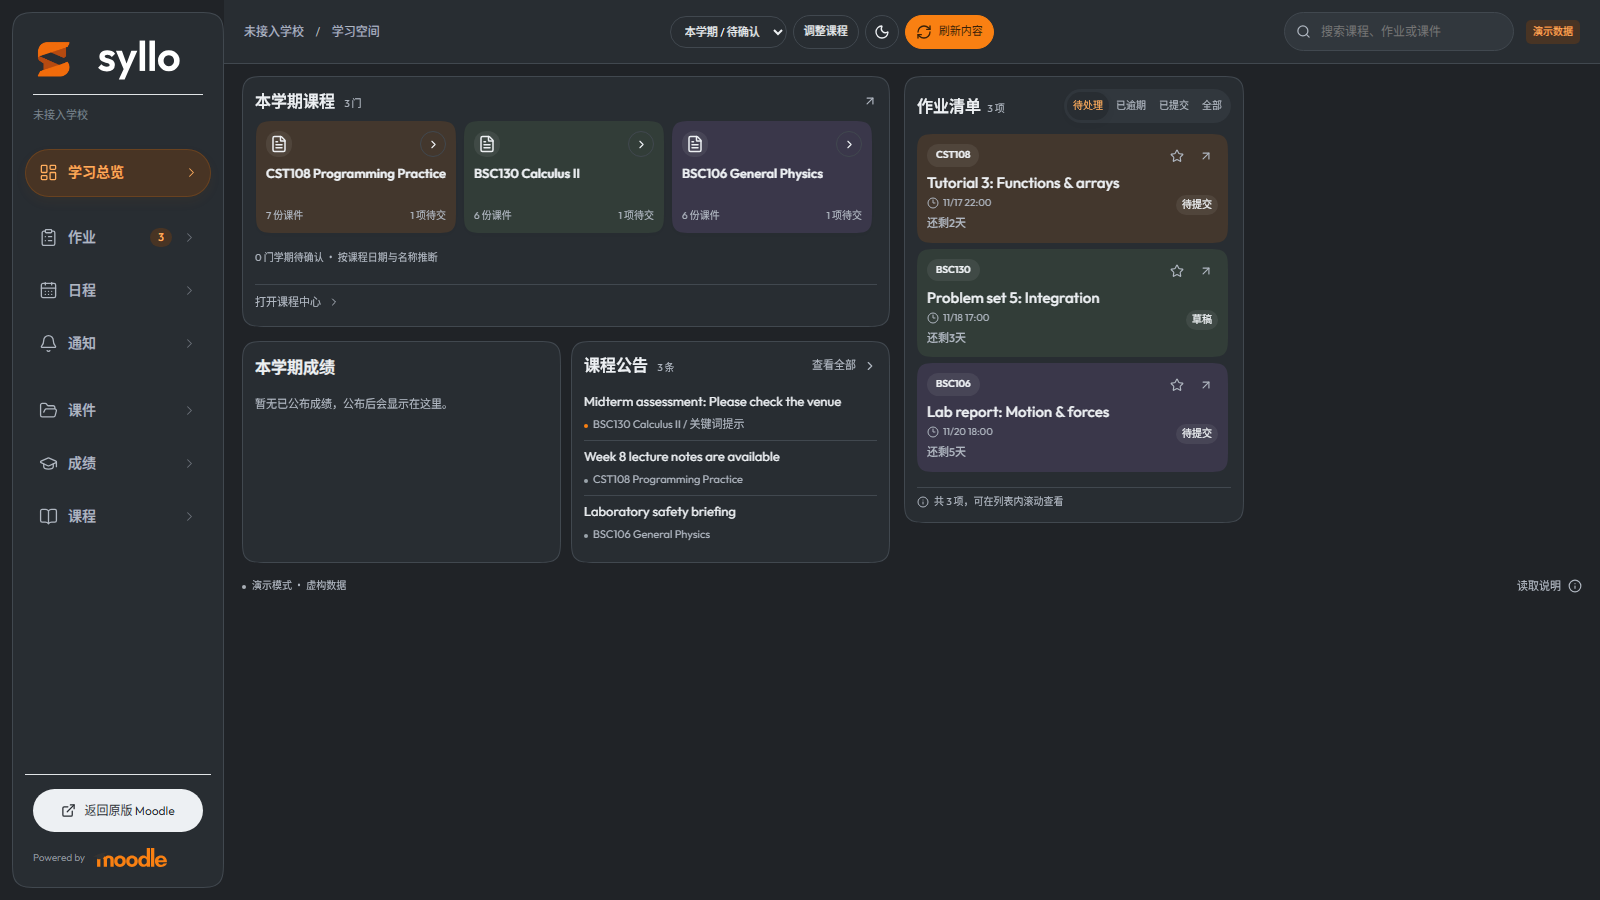 syllo
未接入学校
学习总览
作业 3
日程
通知
课件
成绩
课程
返回原版 Moodle
Powered by moodle
未接入学校 / 学习空间
本学期 / 待确认
调整课程
刷新内容
搜索课程、作业或课件
演示数据
本学期课程 3 门
CST108 Programming Practice
7 份课件 1 项待交
BSC130 Calculus II
6 份课件 1 项待交
BSC106 General Physics
6 份课件 1 项待交
0 门学期待确认 • 按课程日期与名称推断
打开课程中心
本学期成绩
暂无已公布成绩，公布后会显示在这里。
课程公告 3 条
查看全部
Midterm assessment: Please check the venue
BSC130 Calculus II / 关键词提示
Week 8 lecture notes are available
CST108 Programming Practice
Laboratory safety briefing
BSC106 General Physics
作业清单 3 项
待处理 已逾期 已提交 全部
CST108
Tutorial 3: Functions & arrays
11/17 22:00
待提交
还剩2天
BSC130
Problem set 5: Integration
11/18 17:00
草稿
还剩3天
BSC106
Lab report: Motion & forces
11/20 18:00
待提交
还剩5天
共 3 项，可在列表内滚动查看
演示模式 • 虚构数据
读取说明